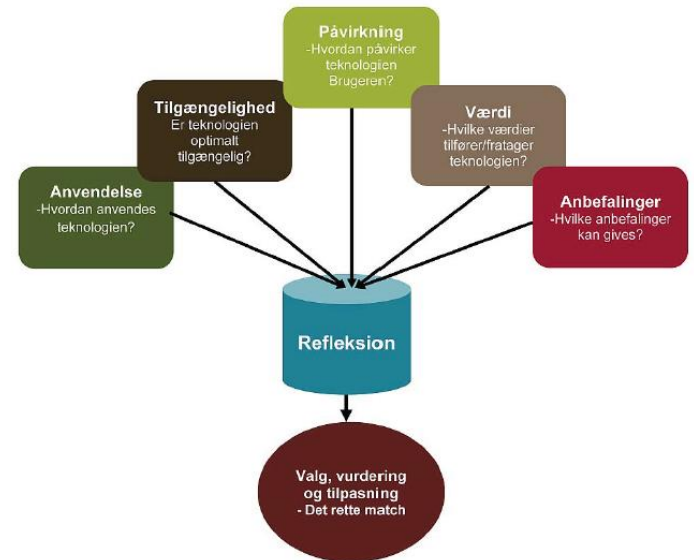 Påvirkning
-Hvordan påvirker
teknologien
Brugeren?
Tilgængelighed
Er teknologien
optimalt
tilgængelig?
Værdi
-Hvilke værdier
tilfører/fratager
teknologien?
Anvendelse
-Hvordan anvendes
teknologien?
Anbefalinger
-Hvilke anbefalinger
kan gives?
Refleksion
Valg, vurdering
og tilpasning
- Det rette match